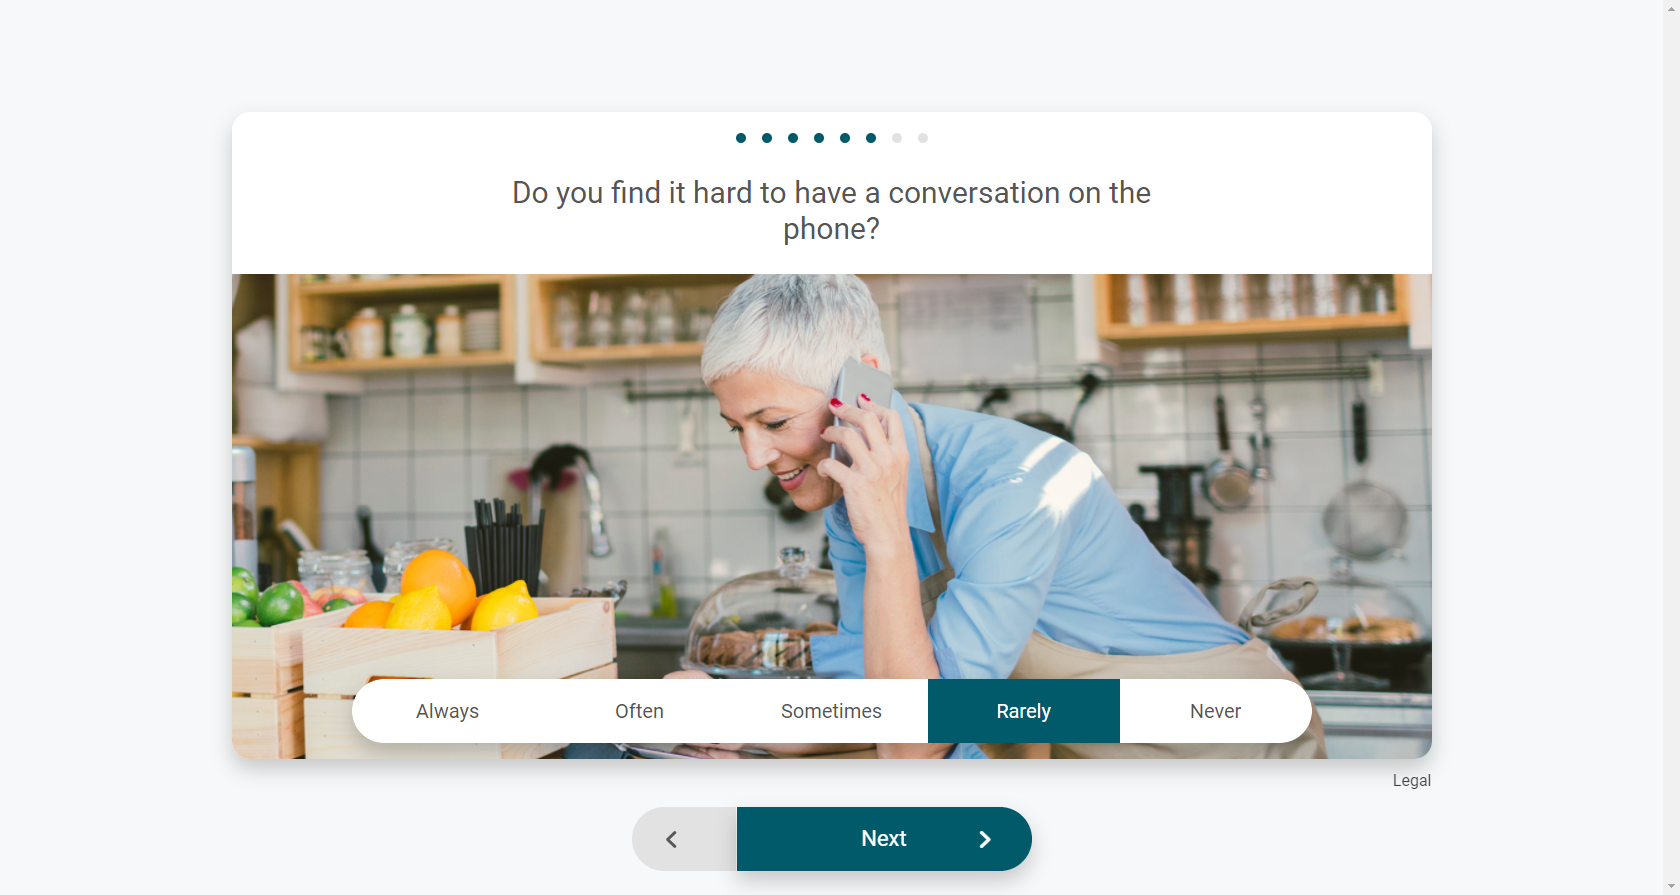 Do you find it hard to have a conversation on the
phone?
Always
Often
Sometimes
Rarely
Never
Legal
Next